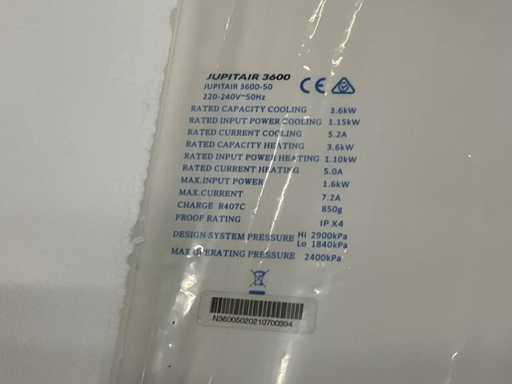 JUPITAIR 3600
JUPITAIR 3600-50
220-240V~50Hz
CE
RATED CAPACITY COOLING 3.6kW
RATED INPUT POWER COOLING 1.15kW
RATED CURRENT COOLING 5.2A
RATED CAPACITY HEATING 3.6kW
RATED INPUT POWER HEATING 1.10kW
RATED CURRENT HEATING 5.0A
MAX.INPUT POWER 1.6kW
MAX.CURRENT 7.2A
CHARGE R407C 850g
PROOF RATING IP X4
DESIGN SYSTEM PRESSURE Hi 2900kPa
Lo 1840kPa
MAX OPERATING PRESSURE 2400kPa
N36005020210700394